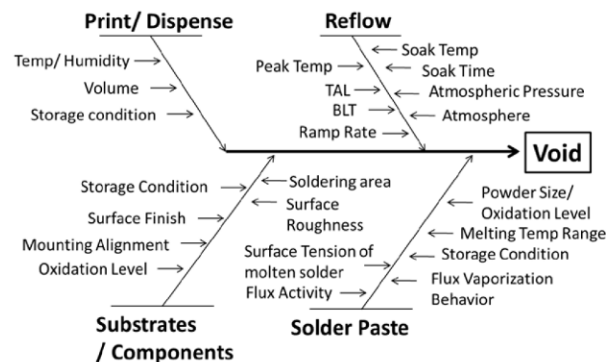 Print/ Dispense
Temp/ Humidity
Volume
Storage condition
Reflow
Soak Temp
Peak Temp
Soak Time
TAL
Atmospheric Pressure
BLT
Atmosphere
Ramp Rate
Void
Storage Condition
Soldering area
Surface
Roughness
Surface Finish
Mounting Alignment
Oxidation Level
Substrates
/ Components
Powder Size/
Oxidation Level
Melting Temp Range
Surface Tension of
molten solder
Storage Condition
Flux Activity
Flux Vaporization
Behavior
Solder Paste